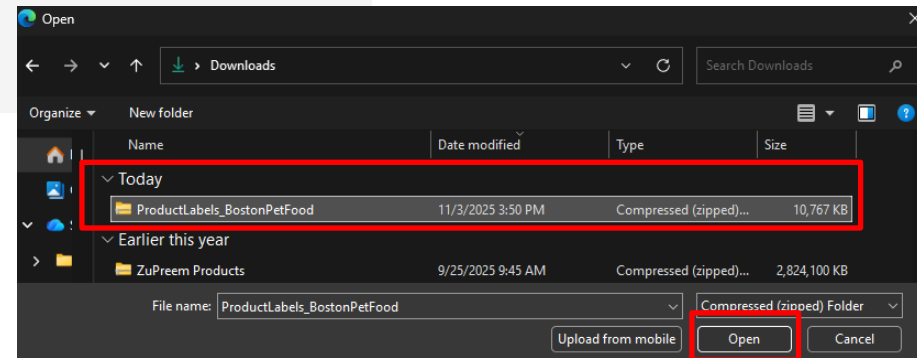 Open
Downloads
Search Downloads
Organize
New folder
Name
Date modified
Type
Size
Today
ProductLabels_BostonPetFood
11/3/2025 3:50 PM
Compressed (zipped)...
10,767 KB
Earlier this year
ZuPreem Products
9/25/2025 9:45 AM
Compressed (zipped)...
2,824,100 KB
File name:
ProductLabels_BostonPetFood
Compressed (zipped) Folder
Upload from mobile
Open
Cancel